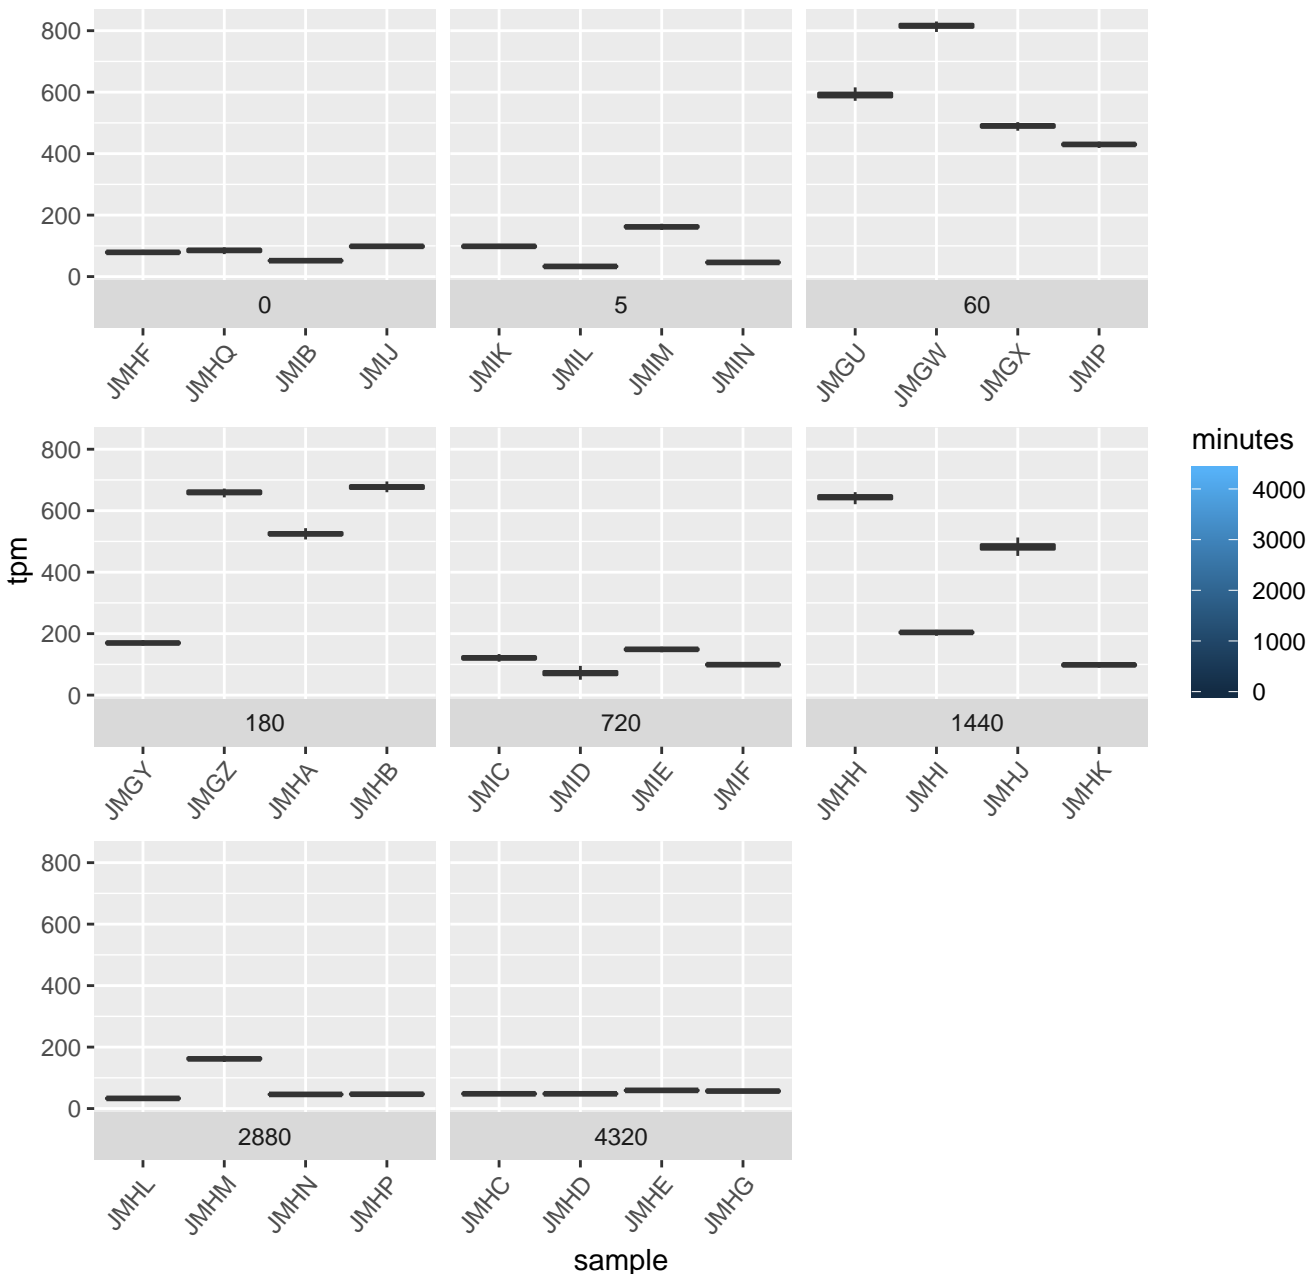 800
600
400
200
0
0
5
60
JMHF
JMHQ
JMIB
JMIJ
JMIK
JMIL
JMIM
JMIN
JMGU
JMGW
JMGX
JMIP
tpm
800
600
400
200
0
180
720
1440
JMGY
JMGZ
JMHA
JMHB
JMIC
JMID
JMIE
JMIF
JMHH
JMHI
JMHJ
JMHK
minutes
4000
3000
2000
1000
0
800
600
400
200
0
2880
4320
JMHL
JMHM
JMHN
JMHP
JMHC
JMHD
JMHE
JMHG
sample